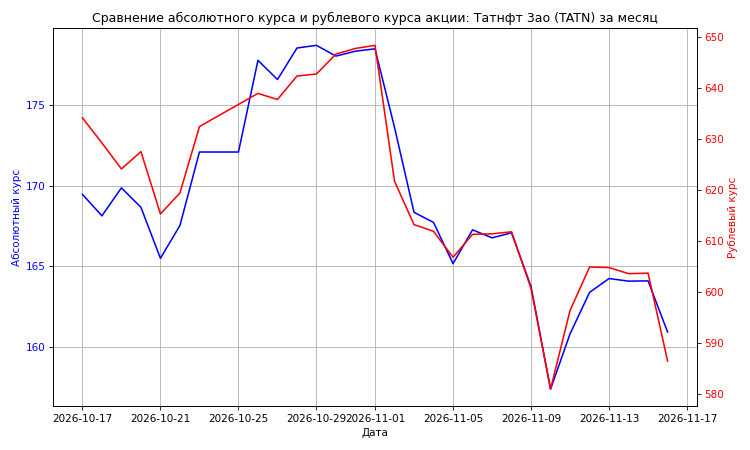 Сравнение абсолютного курса и рублевого курса акции: Татнфт 3ао (TATN) за месяц
Абсолютный курс
175
170
165
160
650
640
630
620
610
600
590
580
Рублевый курс
2026-10-17 2026-10-21 2026-10-25 2026-10-29 2026-11-01 2026-11-05 2026-11-09 2026-11-13 2026-11-17
Дата